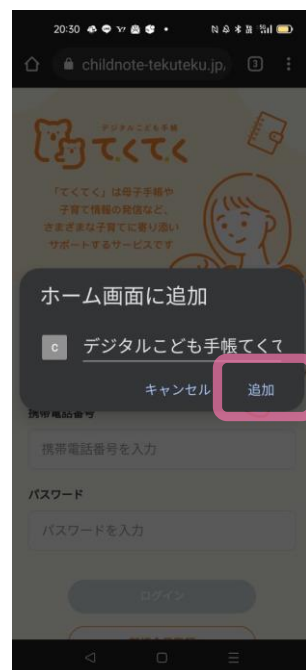 20:30
childnote-tekuteku.jp,
3
デジタルこども手帳
てくてく
「てくてく」は母子手帳や
子育て情報の発信など、
さまざまな子育てに寄り添い
サポートするサービスです
ホーム画面に追加
c
デジタルこども手帳てくて
キャンセル
追加
携帯電話番号
携帯電話番号を入力
パスワード
パスワードを入力
ログイン